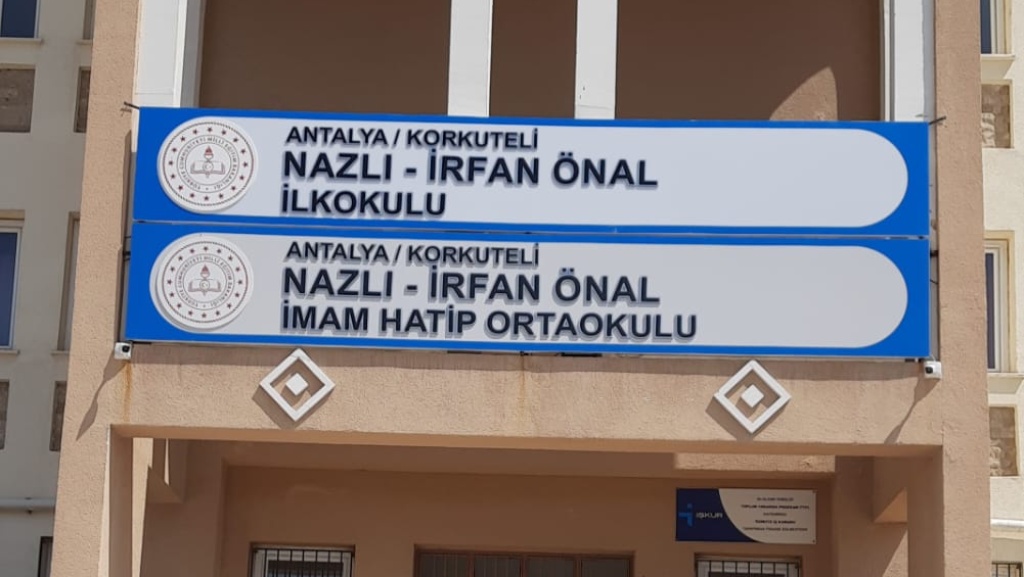 ANTALYA / KORKUTELİ
NAZLI - İRFAN ÖNAL
İLKOKULU
ANTALYA / KORKUTELİ
NAZLI - İRFAN ÖNAL
İMAM HATİP ORTAOKULU
İŞKUR